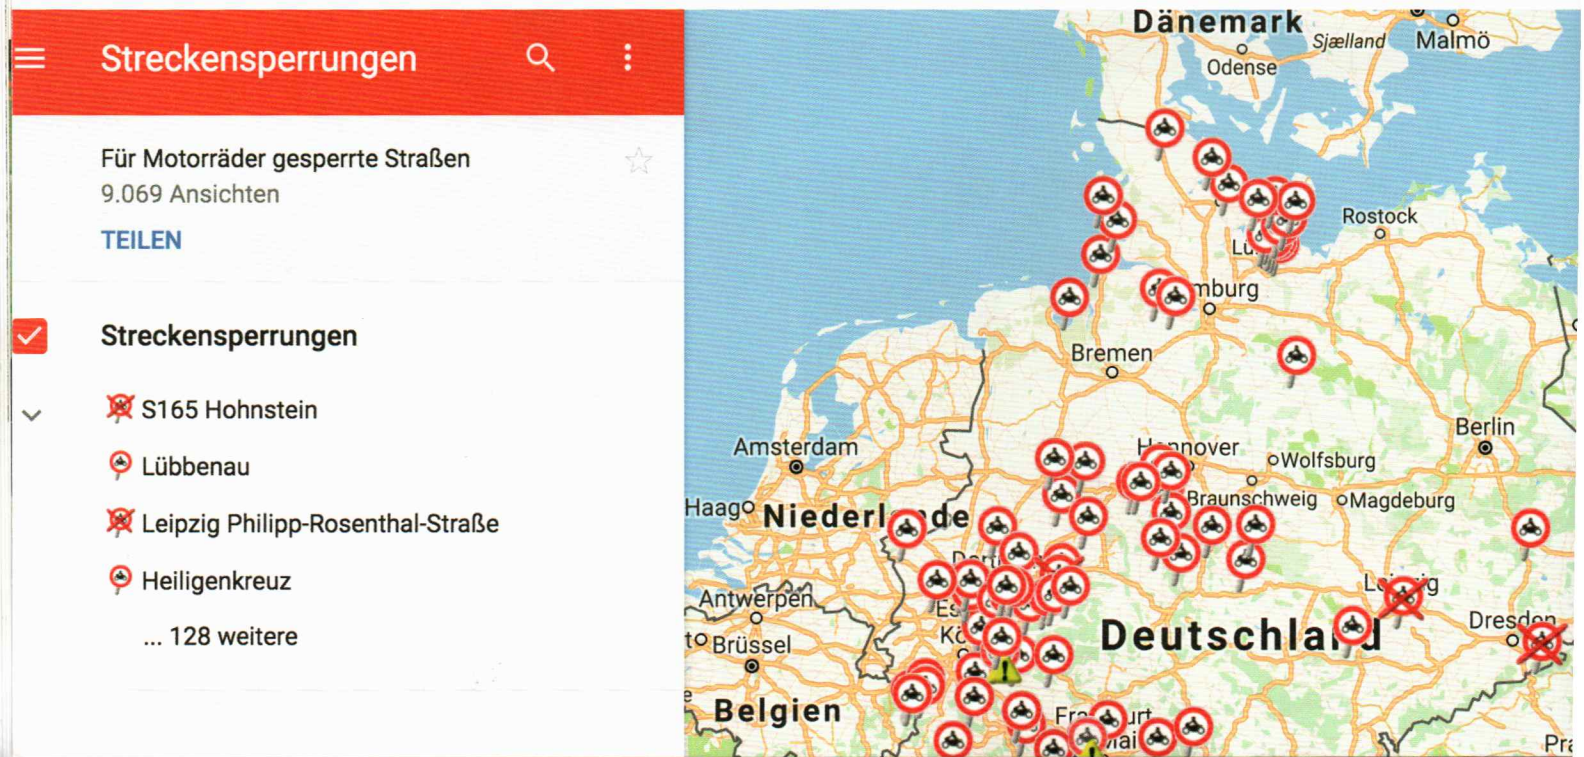 Streckensperrungen
Für Motorräder gesperrte Straßen
9.069 Ansichten
TEILEN
Streckensperrungen
S165 Hohnstein
Lübbenau
Leipzig Philipp-Rosenthal-Straße
Heiligenkreuz
... 128 weitere
Dänemark
Sjælland
Malmö
Odense
Rostock
Bremen
Berlin
Amsterdam
Wolfsburg
Braunschweig
Magdeburg
Haag
Antwerpen
Brüssel
Deutschland
Dresden
Belgien